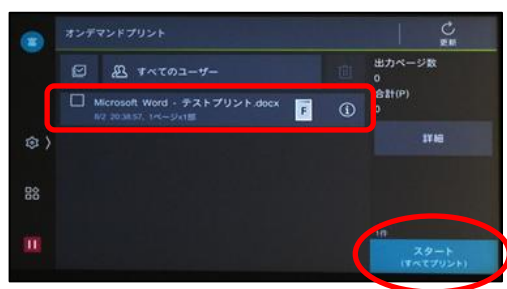 オンデマンドプリント
更新
すべてのユーザー
出力ページ数
0
合計(P)
0
Microsoft Word - テストプリント.docx
F
8/2 20:38:57, 1ページx1部
詳細
1件
スタート
(すべてプリント)